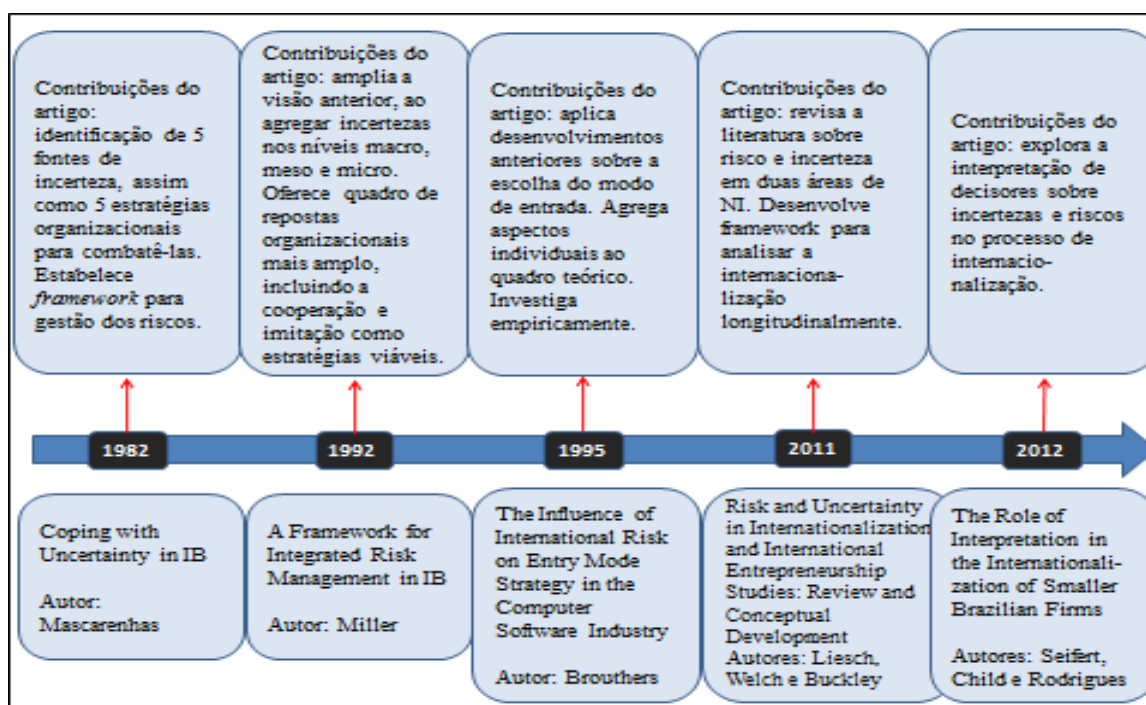 Contribuições do
artigo:
identificação de 5
fontes de
incerteza, assim
como 5 estratégias
organizacionais
para combatê-las.
Estabelece
framework para
gestão dos riscos.
Contribuições do
artigo: amplia a
visão anterior, ao
agregar incertezas
nos níveis macro,
meso e micro.
Oferece quadro de
repostas
organizacionais
mais amplo,
incluindo a
cooperação e
imitação como
estratégias viáveis.
Contribuições do
artigo: aplica
desenvolvimentos
anteriores sobre a
escolha do modo
de entrada. Agrega
aspectos
individuais ao
quadro teórico.
Investiga
empiricamente.
Contribuições do
artigo: revisa a
literatura sobre
risco e incerteza
em duas áreas de
NI. Desenvolve
framework para
analisar a
internaciona-
lização
longitudinalmente.
Contribuições do
artigo: explora a
interpretação de
decisores sobre
incertezas e riscos
no processo de
internacio-
nalização.
1982
1992
1995
2011
2012
Coping with
Uncertainty in IB
Autor:
Mascarenhas
A Framework for
Integrated Risk
Management in IB
Autor: Miller
The Influence of
International Risk
on Entry Mode
Strategy in the
Computer
Software Industry
Autor: Brouthers
Risk and Uncertainty
in Internationalization
and International
Entrepreneurship
Studies: Review and
Conceptual
Development
Autores: Liesch,
Welch e Buckley
The Role of
Interpretation in
the Internationali-
zation of Smaller
Brazilian Firms
Autores: Seifert,
Child e Rodrigues